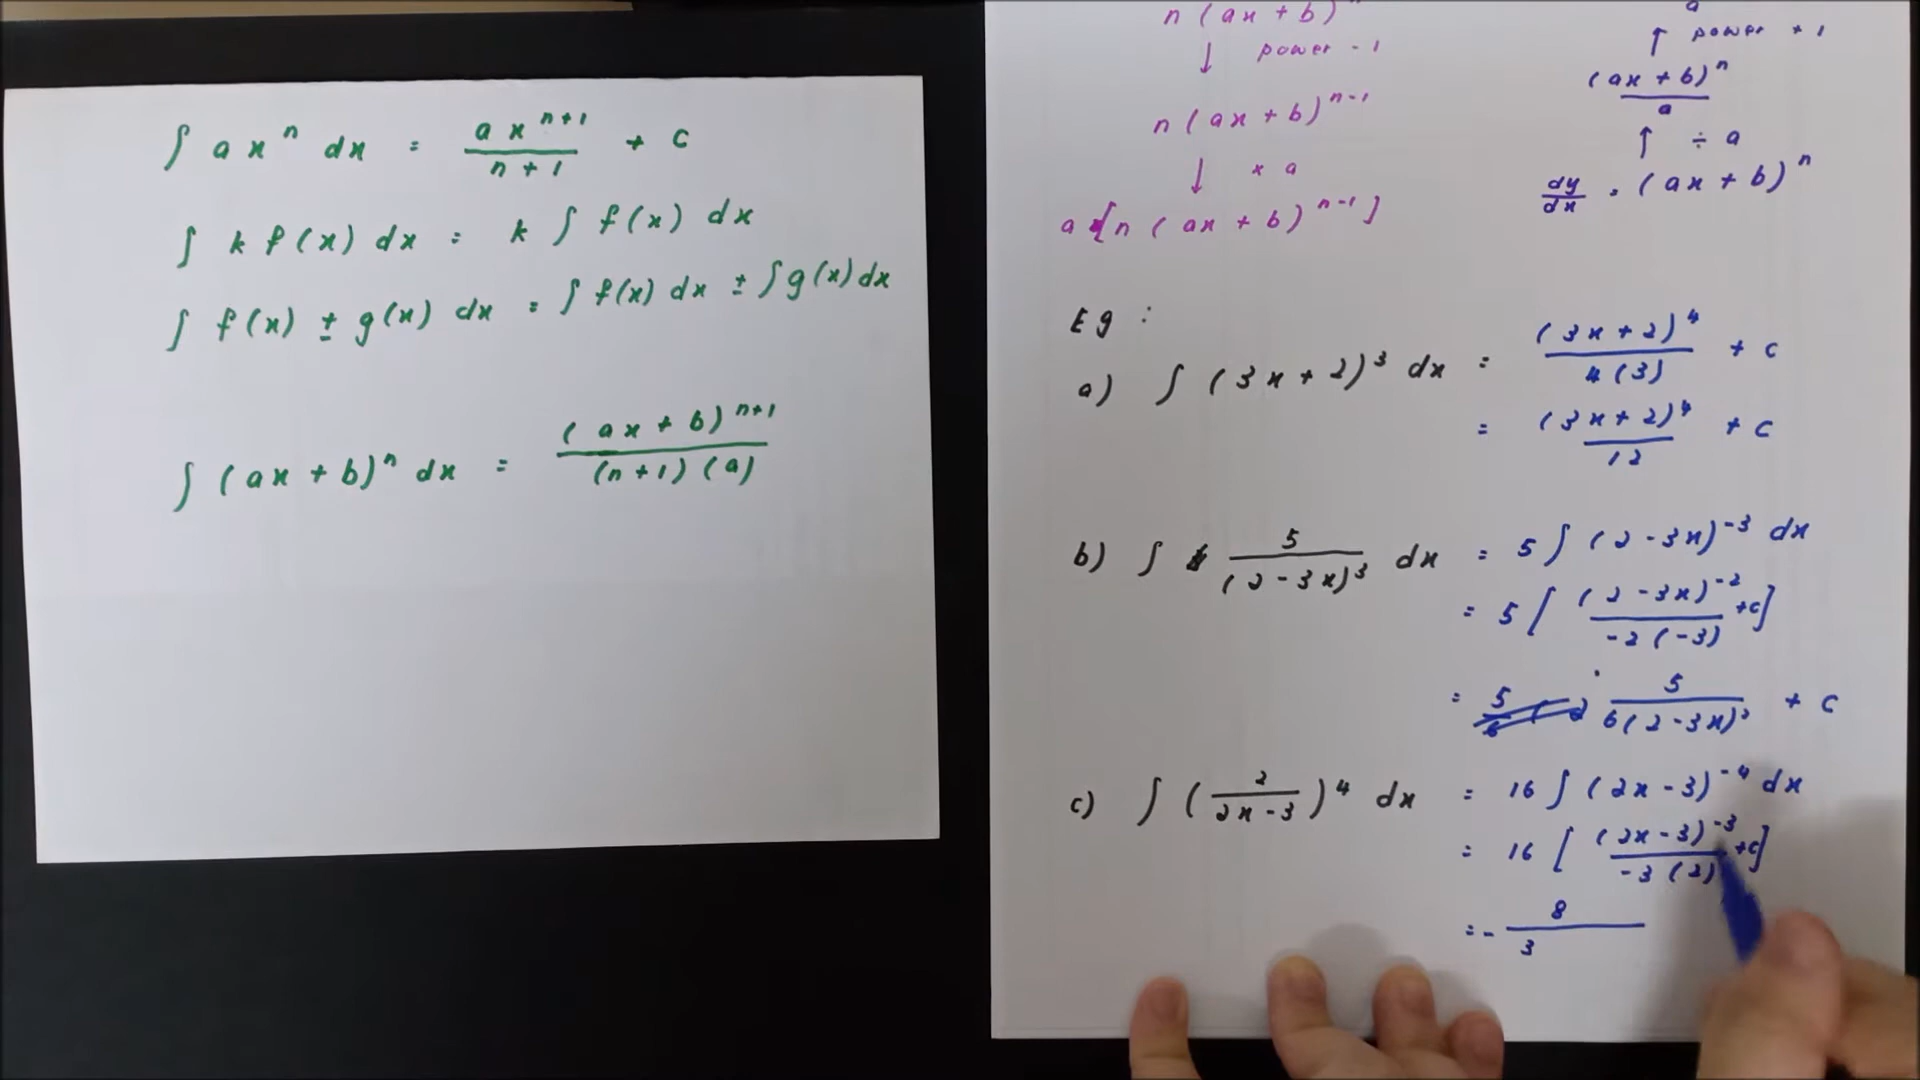 ∫ ax^n dx = ax^(n+1)/(n+1) + c
∫ k f(x) dx = k ∫ f(x) dx
∫ f(x) ± g(x) dx = ∫ f(x) dx ± ∫ g(x) dx
∫ (ax + b)^n dx = (ax + b)^(n+1)/((n+1)(a))
n(ax + b)
↓ power - 1
n(ax + b)^(n-1)
↓ × a
a[n(ax + b)^(n-1)]
a
↑ power + 1
(ax + b)^n/a
↑ ÷ a
dy/dx = (ax + b)^n
Eg :
a) ∫ (3x + 2)^3 dx = (3x + 2)^4/(4(3)) + c
= (3x + 2)^4/12 + c
b) ∫ 5/(2 - 3x)^3 dx = 5 ∫ (2 - 3x)^-3 dx
= 5 [(2 - 3x)^-2/(-2(-3)) + c]
= 5/(6(2 - 3x)^2) + c
c) ∫ (2/(2x - 3))^4 dx = 16 ∫ (2x - 3)^-4 dx
= 16 [(2x - 3)^-3/(-3(2)) + c]
= - 8/3